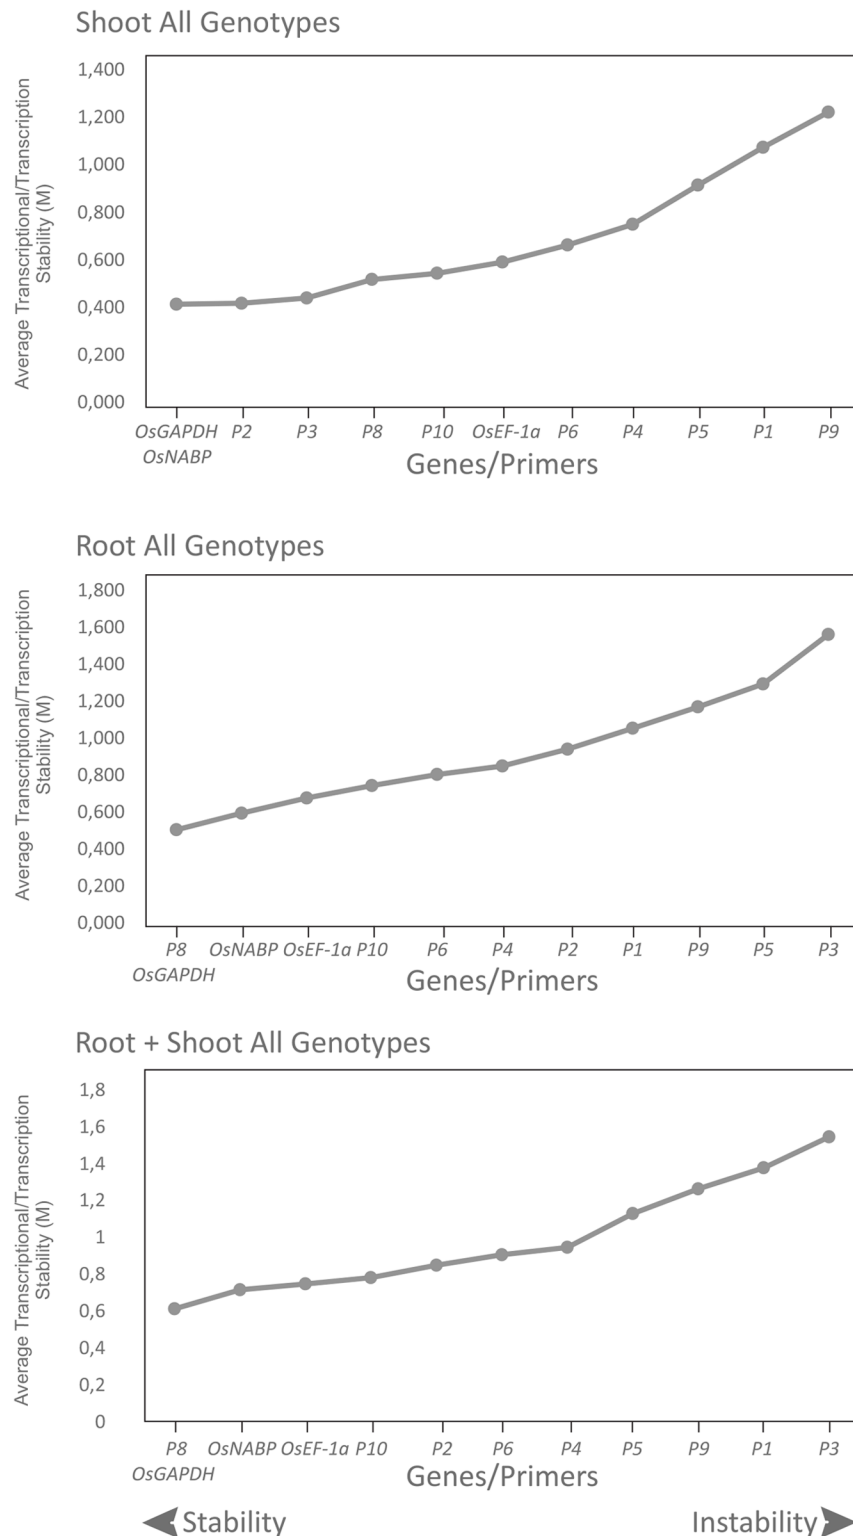 Shoot All Genotypes
Average Transcriptional/Transcription
Stability (M)
1,400
1,200
1,000
0,800
0,600
0,400
0,200
0,000
OsGAPDH P2 P3 P8 P10 OsEF-1α P6 P4 P5 P1 P9
OsNABP
Genes/Primers
Root All Genotypes
Average Transcriptional/Transcription
Stability (M)
1,800
1,600
1,400
1,200
1,000
0,800
0,600
0,400
0,200
0,000
P8 OsNABP OsEF-1α P10 P6 P4 P2 P1 P9 P5 P3
OsGAPDH
Genes/Primers
Root + Shoot All Genotypes
Average Transcriptional/Transcription
Stability (M)
1,8
1,6
1,4
1,2
1
0,8
0,6
0,4
0,2
0
P8 OsNABP OsEF-1α P10 P2 P6 P4 P5 P9 P1 P3
OsGAPDH
Genes/Primers
Stability Instability